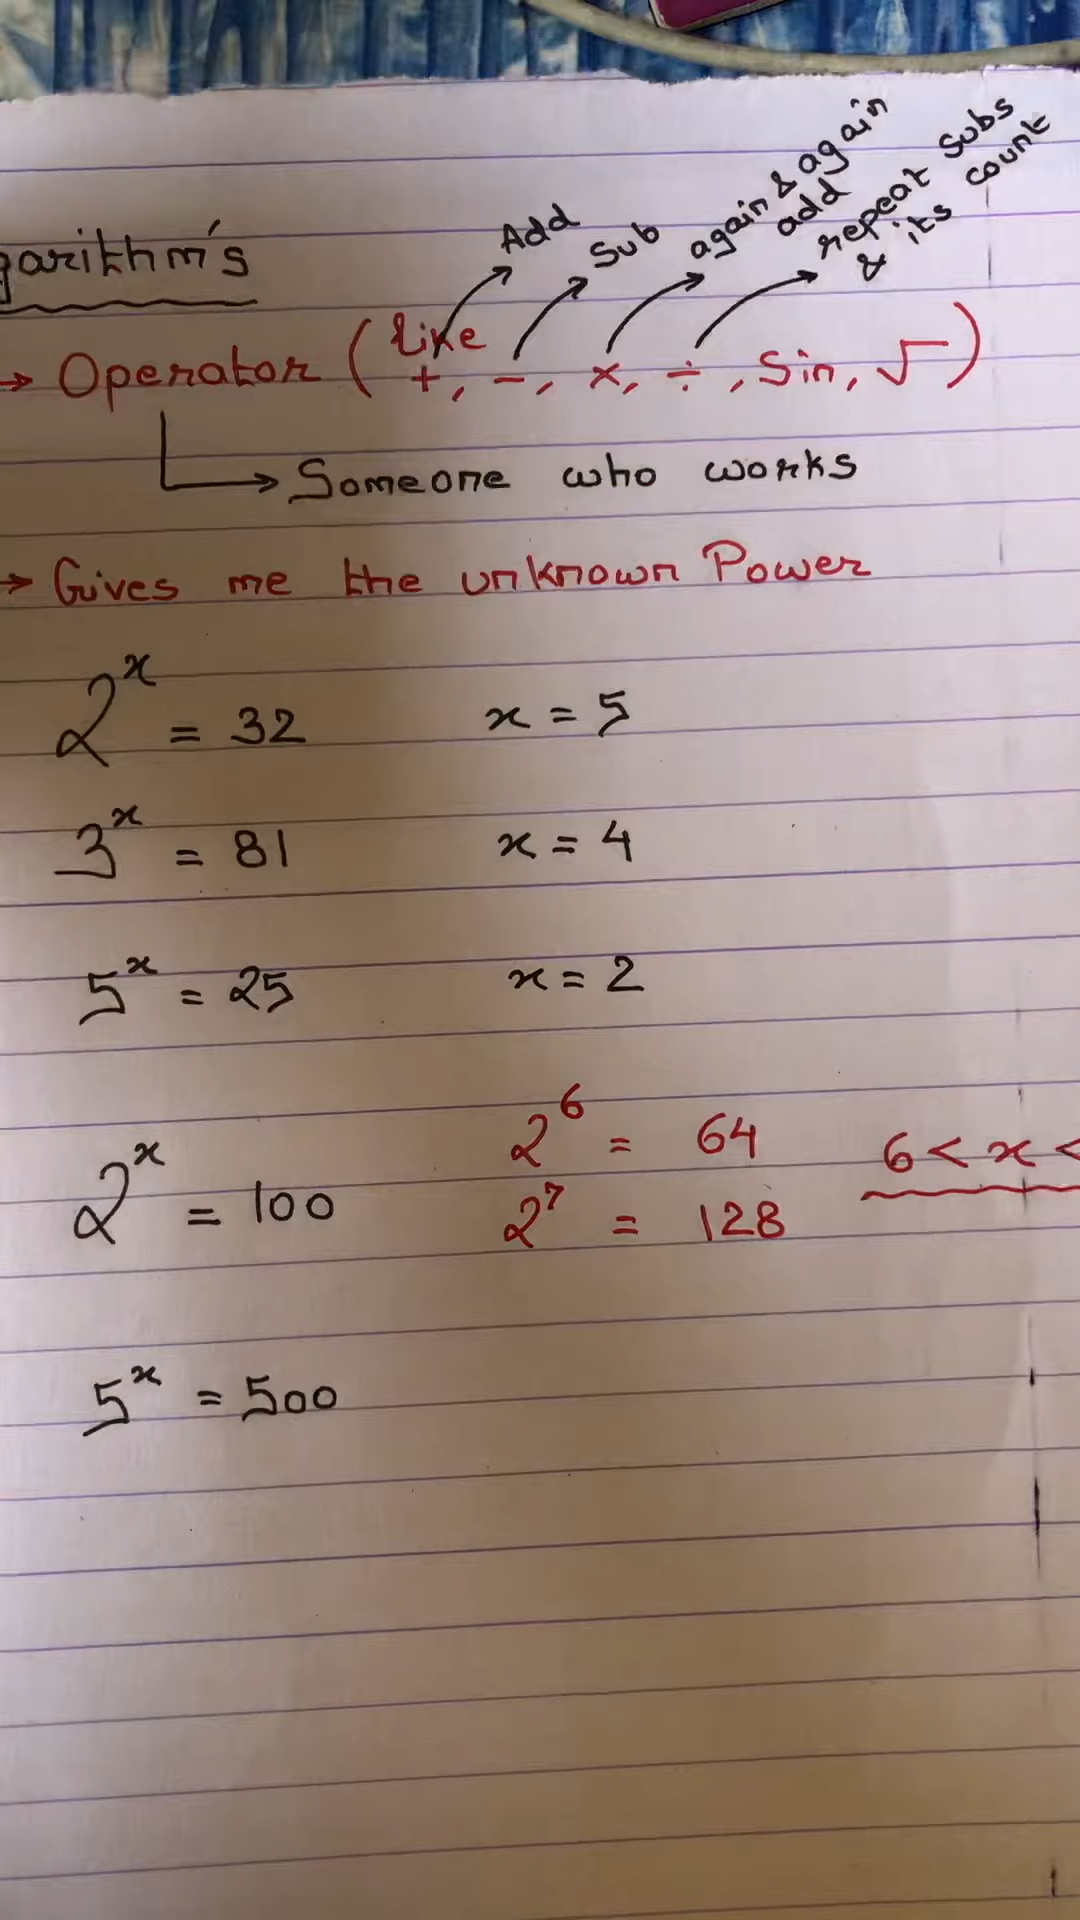 garithm's
Add
Sub
again & again
add
repeat Subs
& its count
→ Operator ( like
+, -, ×, ÷, Sin, √ )
Someone who works
→ Gives me the unknown Power
2^x = 32 x = 5
3^x = 81 x = 4
5^x = 25 x = 2
2^x = 100 2^6 = 64 6 < x <
2^7 = 128
5^x = 500